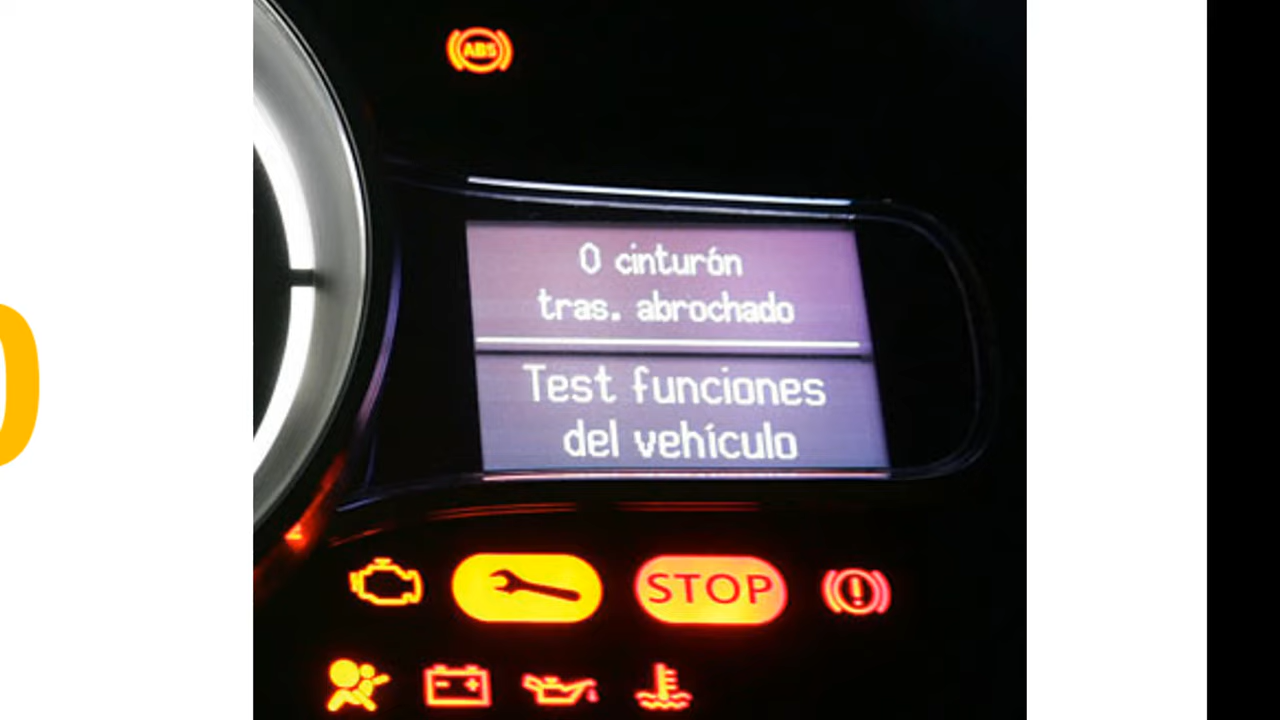 ABS
0 cinturón
tras. abrochado
Test funciones
del vehículo
STOP